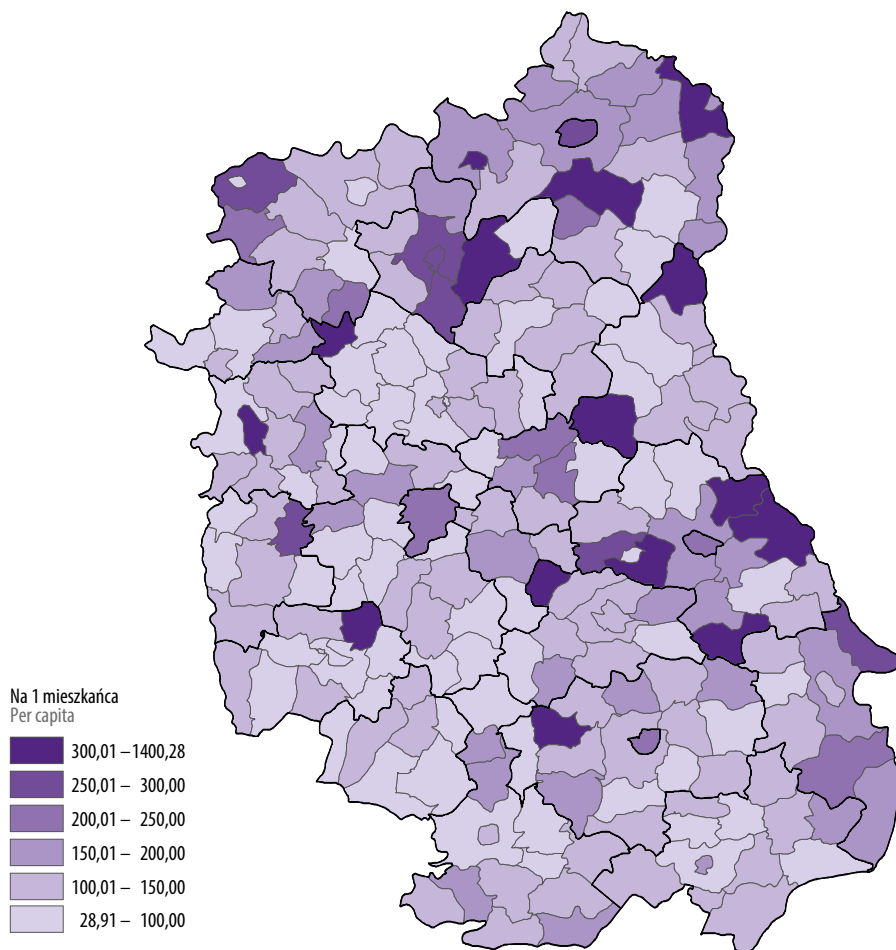 Na 1 mieszkańca
Per capita
300,01 – 1400,28
250,01 – 300,00
200,01 – 250,00
150,01 – 200,00
100,01 – 150,00
28,91 – 100,00